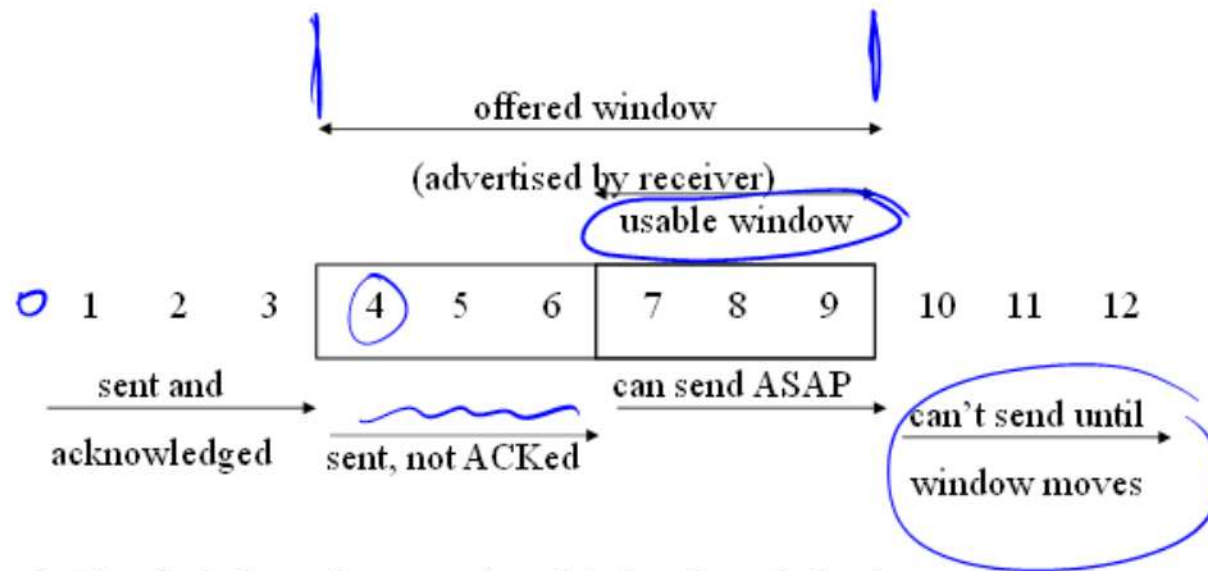 offered window
(advertised by receiver)
usable window
0 1 2 3 4 5 6 7 8 9 10 11 12
sent and
acknowledged
sent, not ACKed
can send ASAP
can't send until
window moves